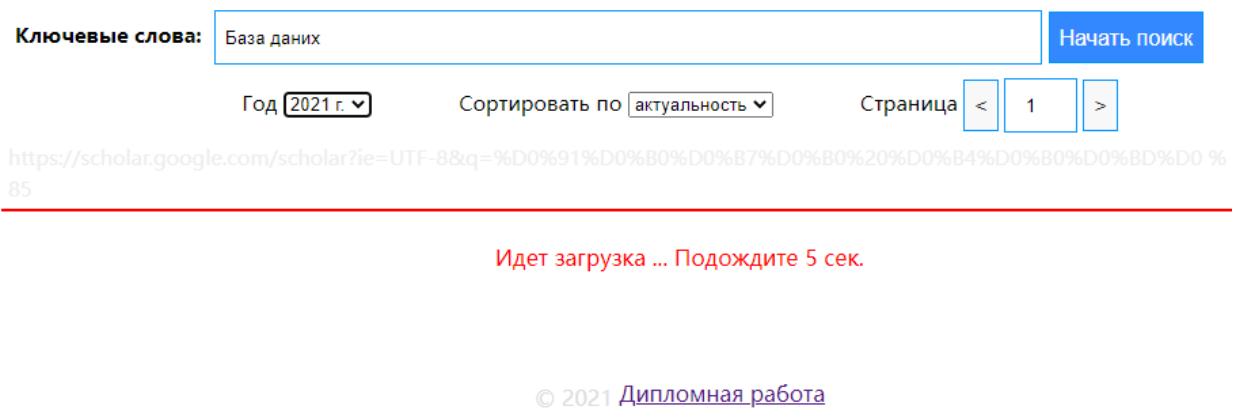 Ключевые слова: База даних Начать поиск
Год 2021 г. Сортировать по актуальность Страница < 1 >
https://scholar.google.com/scholar?ie=UTF-8&q=%D0%91%D0%B0%D0%B7%D0%B0%20%D0%B4%D0%B0%D0%BD%D0 %
85
Идет загрузка ... Подождите 5 сек.
© 2021 Дипломная работа